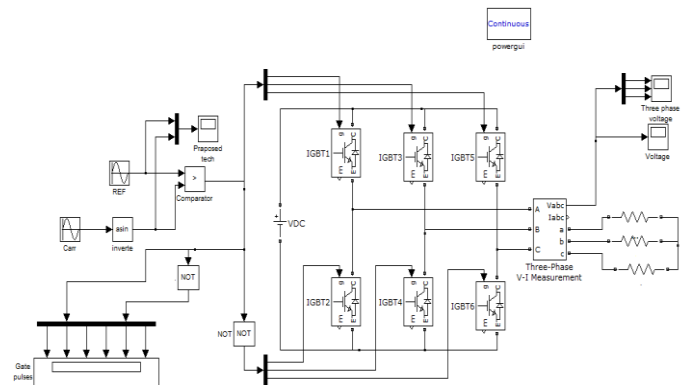 Continuous
powergui
Three phase
voltage
Voltage
Praposed
tech
REF
>
Comparator
Carr
asin
inverte
NOT
NOT
NOT
Gate
pulses
VDC
+
IGBT1
g
C
E
E
IGBT3
g
C
E
E
IGBT5
g
C
E
E
IGBT2
g
C
E
E
IGBT4
g
C
E
E
IGBT6
g
C
E
E
A
B
C
Vabc
Iabc
a
b
c
Three-Phase
V-I Measurement